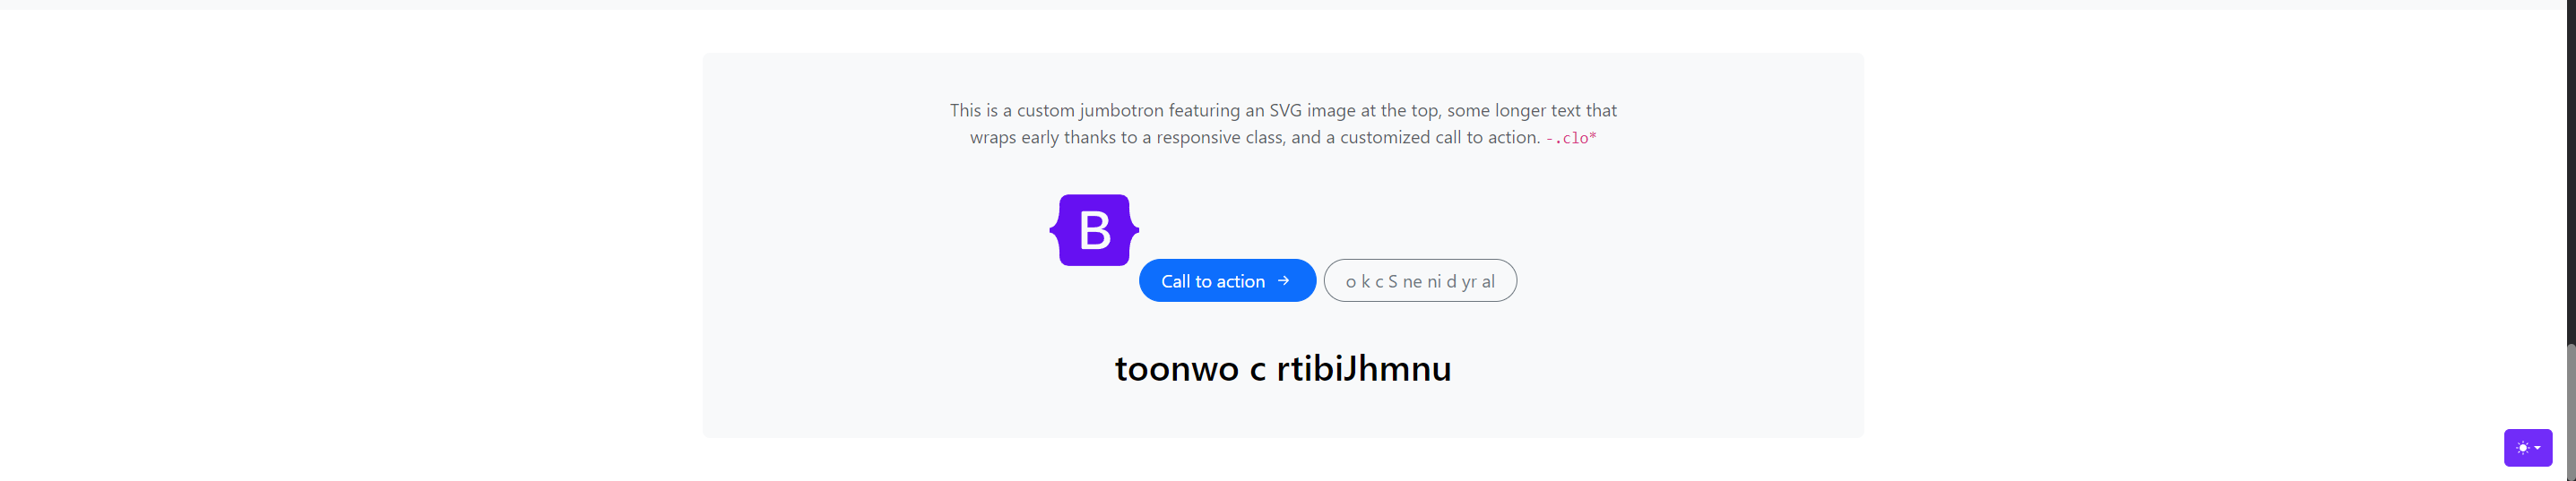 This is a custom jumbotron featuring an SVG image at the top, some longer text that
wraps early thanks to a responsive class, and a customized call to action. -.clo*
B
Call to action → o k c S ne ni d yr al
toonwo c rtibiJhmnu